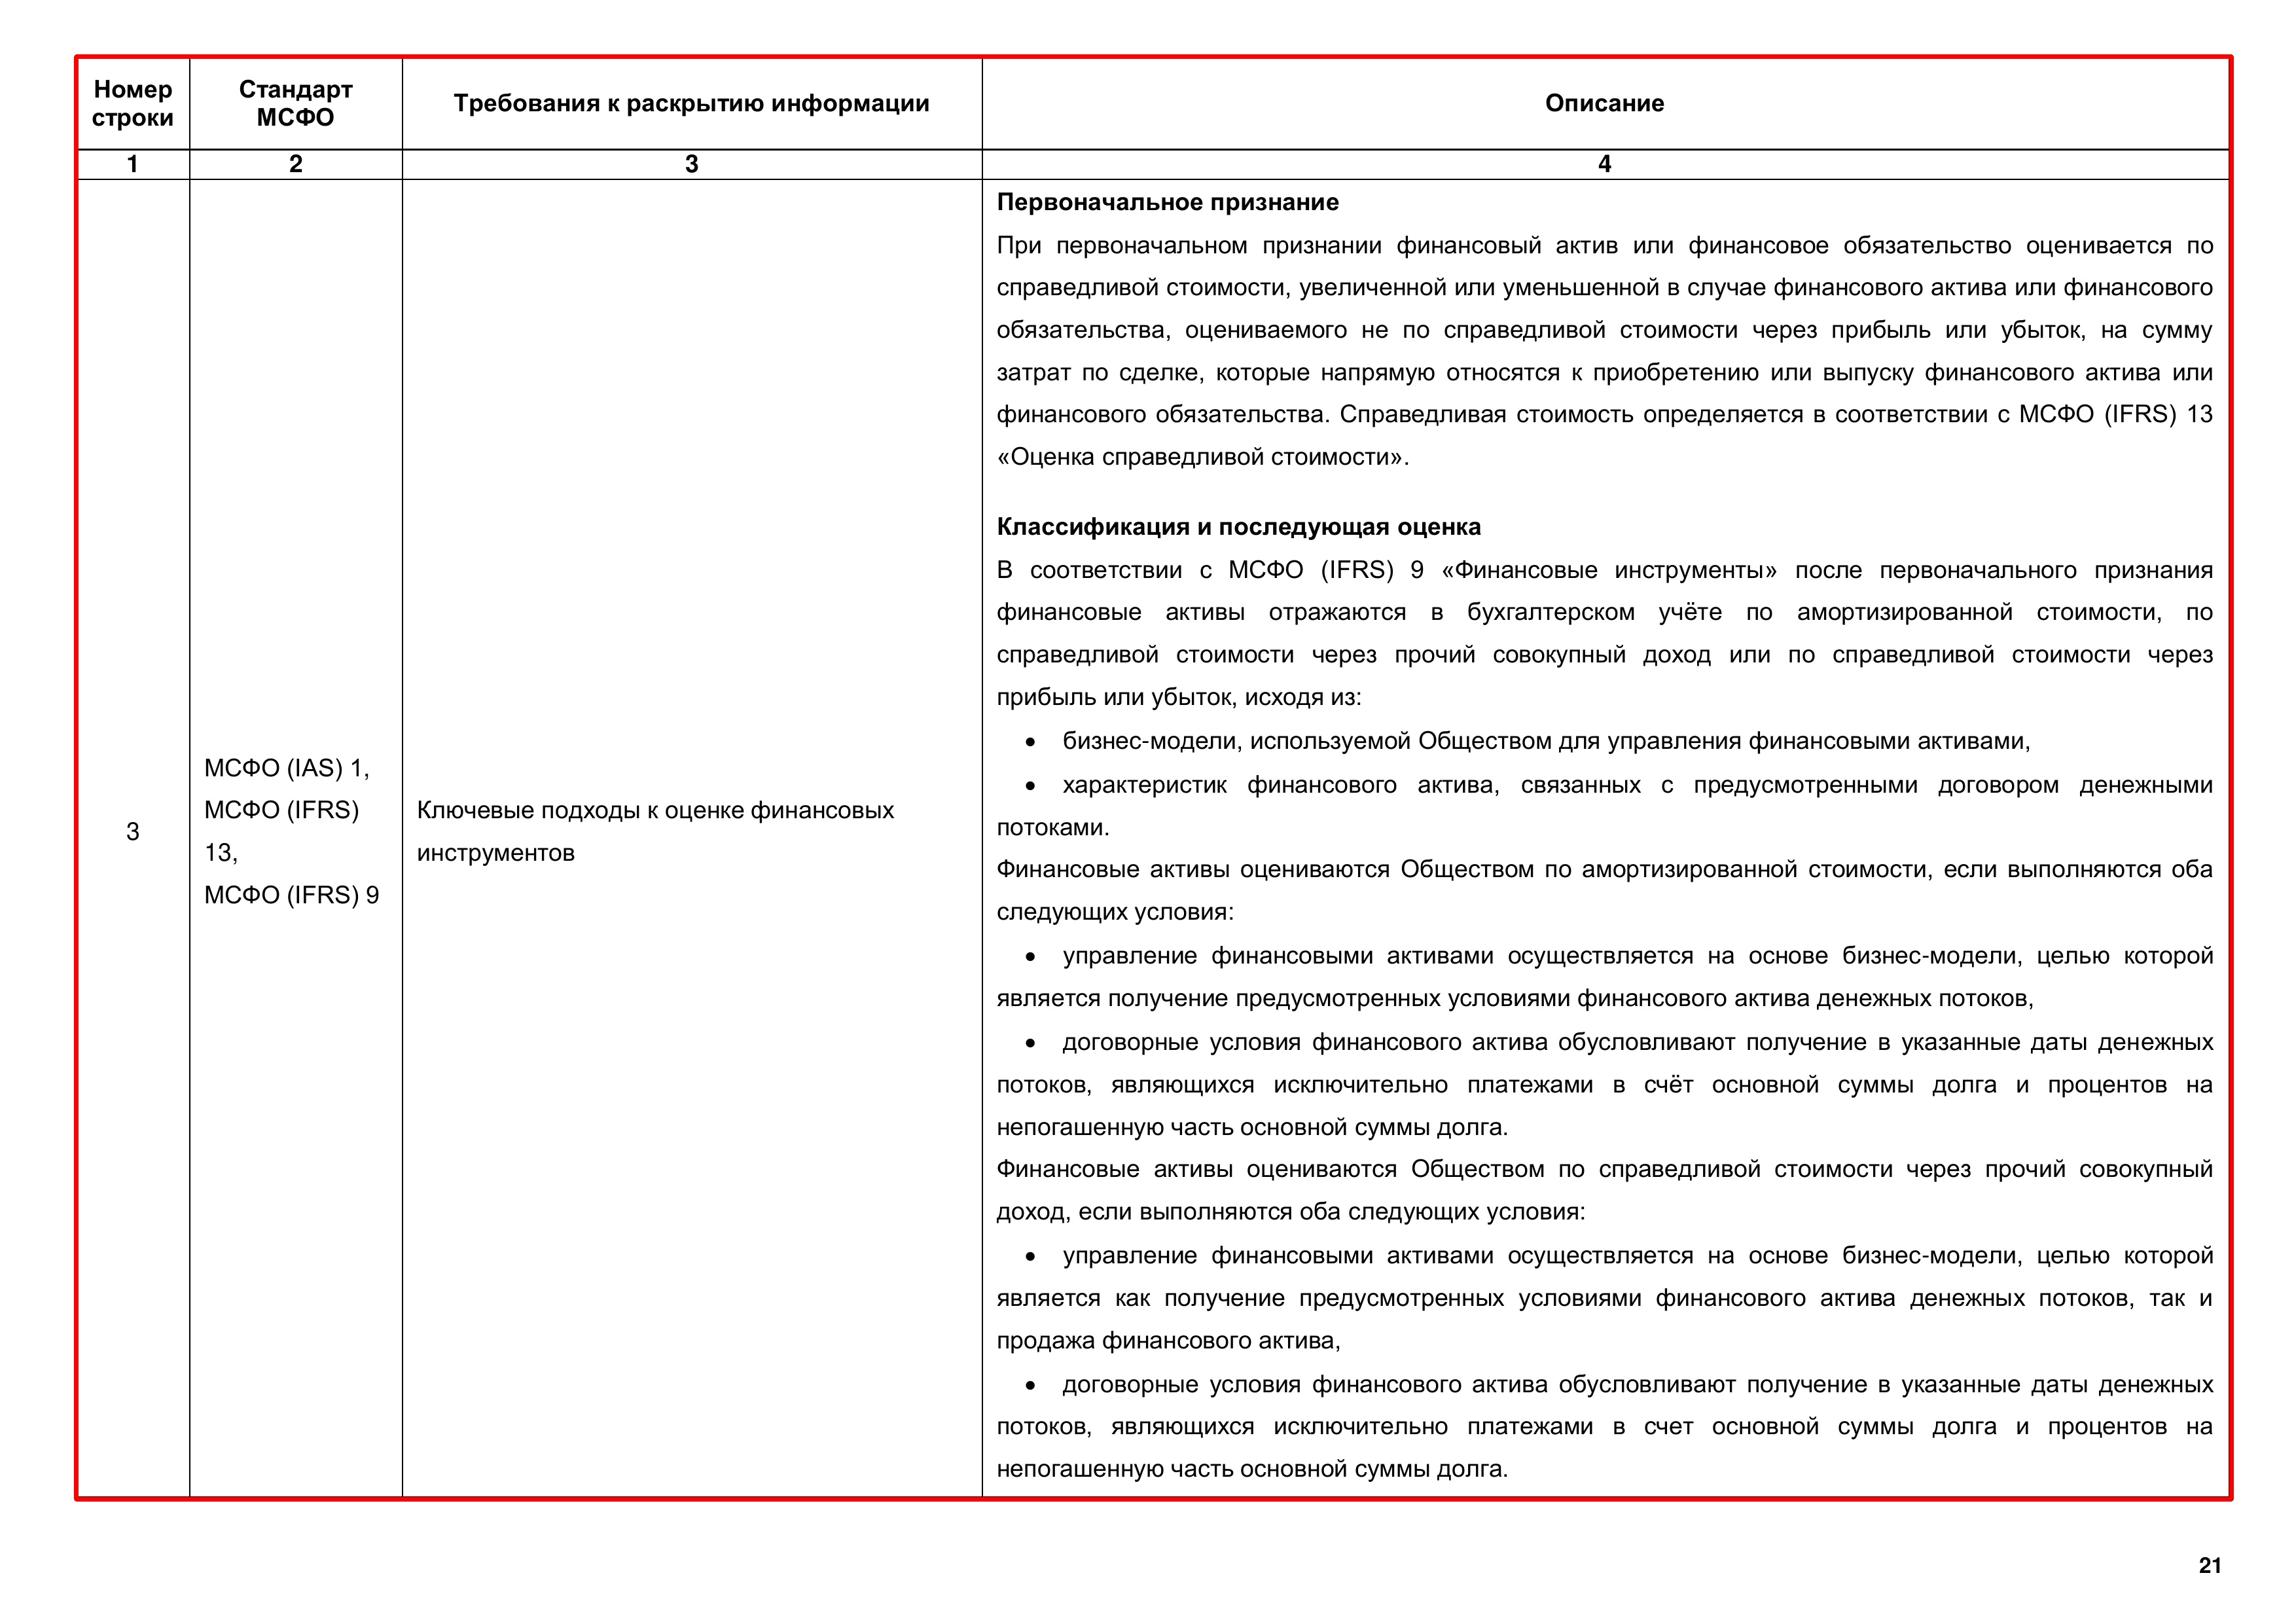 Номер строки
Стандарт МСФО
Требования к раскрытию информации
Описание
1
2
3
4
3
МСФО (IAS) 1,
МСФО (IFRS)
13,
МСФО (IFRS) 9
Ключевые подходы к оценке финансовых
инструментов
Первоначальное признание
При первоначальном признании финансовый актив или финансовое обязательство оценивается по
справедливой стоимости, увеличенной или уменьшенной в случае финансового актива или финансового
обязательства, оцениваемого не по справедливой стоимости через прибыль или убыток, на сумму
затрат по сделке, которые напрямую относятся к приобретению или выпуску финансового актива или
финансового обязательства. Справедливая стоимость определяется в соответствии с МСФО (IFRS) 13
«Оценка справедливой стоимости».
Классификация и последующая оценка
В соответствии с МСФО (IFRS) 9 «Финансовые инструменты» после первоначального признания
финансовые активы отражаются в бухгалтерском учёте по амортизированной стоимости, по
справедливой стоимости через прочий совокупный доход или по справедливой стоимости через
прибыль или убыток, исходя из:
• бизнес-модели, используемой Обществом для управления финансовыми активами,
• характеристик финансового актива, связанных с предусмотренными договором денежными
потоками.
Финансовые активы оцениваются Обществом по амортизированной стоимости, если выполняются оба
следующих условия:
• управление финансовыми активами осуществляется на основе бизнес-модели, целью которой
является получение предусмотренных условиями финансового актива денежных потоков,
• договорные условия финансового актива обусловливают получение в указанные даты денежных
потоков, являющихся исключительно платежами в счёт основной суммы долга и процентов на
непогашенную часть основной суммы долга.
Финансовые активы оцениваются Обществом по справедливой стоимости через прочий совокупный
доход, если выполняются оба следующих условия:
• управление финансовыми активами осуществляется на основе бизнес-модели, целью которой
является как получение предусмотренных условиями финансового актива денежных потоков, так и
продажа финансового актива,
• договорные условия финансового актива обусловливают получение в указанные даты денежных
потоков, являющихся исключительно платежами в счет основной суммы долга и процентов на
непогашенную часть основной суммы долга.
21